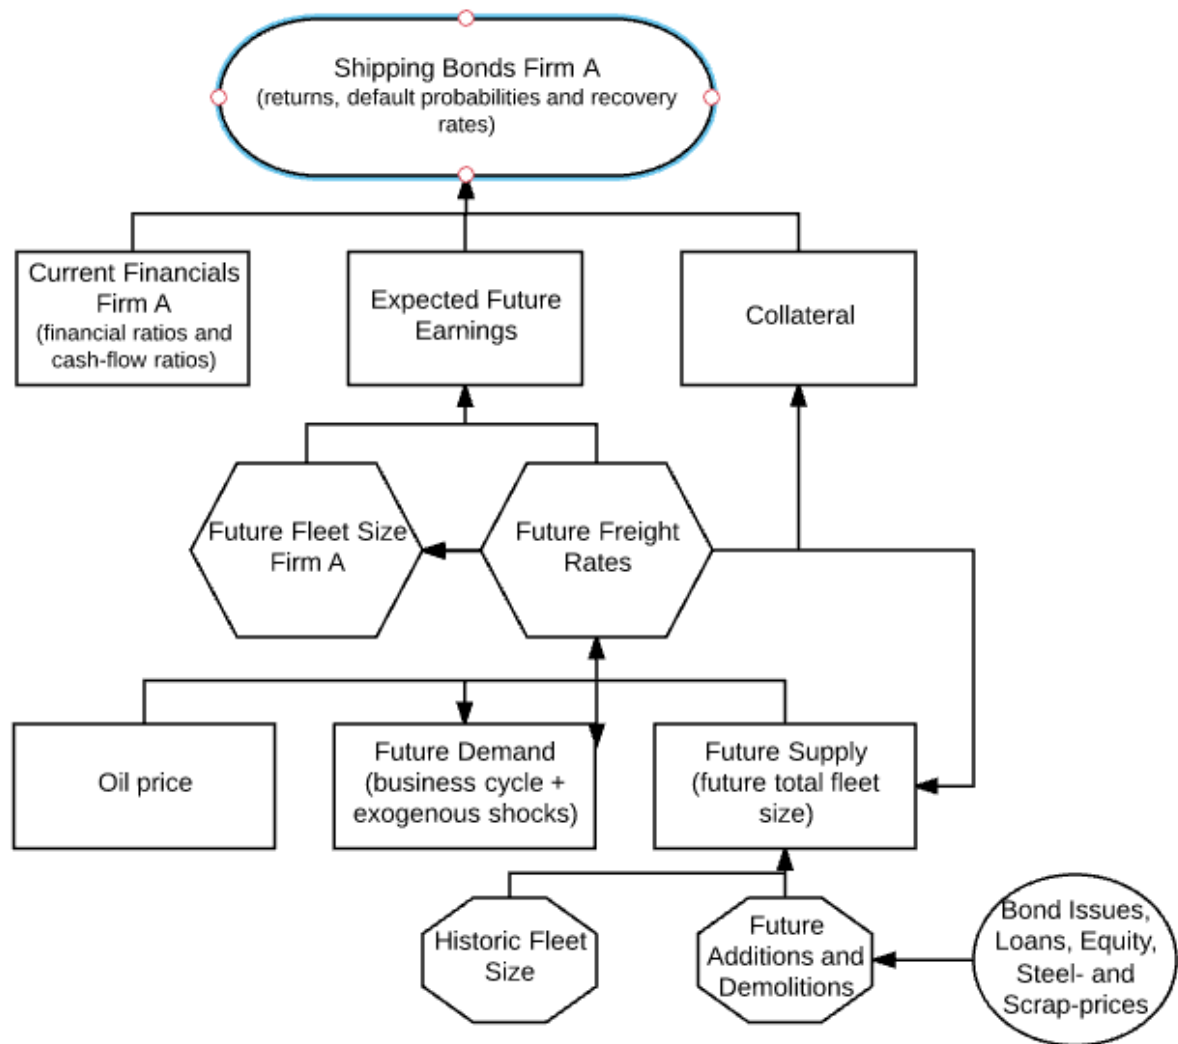 Shipping Bonds Firm A
(returns, default probabilities and recovery
rates)
Current Financials
Firm A
(financial ratios and
cash-flow ratios)
Expected Future
Earnings
Collateral
Future Fleet Size
Firm A
Future Freight
Rates
Oil price
Future Demand
(business cycle +
exogenous shocks)
Future Supply
(future total fleet
size)
Historic Fleet
Size
Future
Additions and
Demolitions
Bond Issues,
Loans, Equity,
Steel- and
Scrap-prices